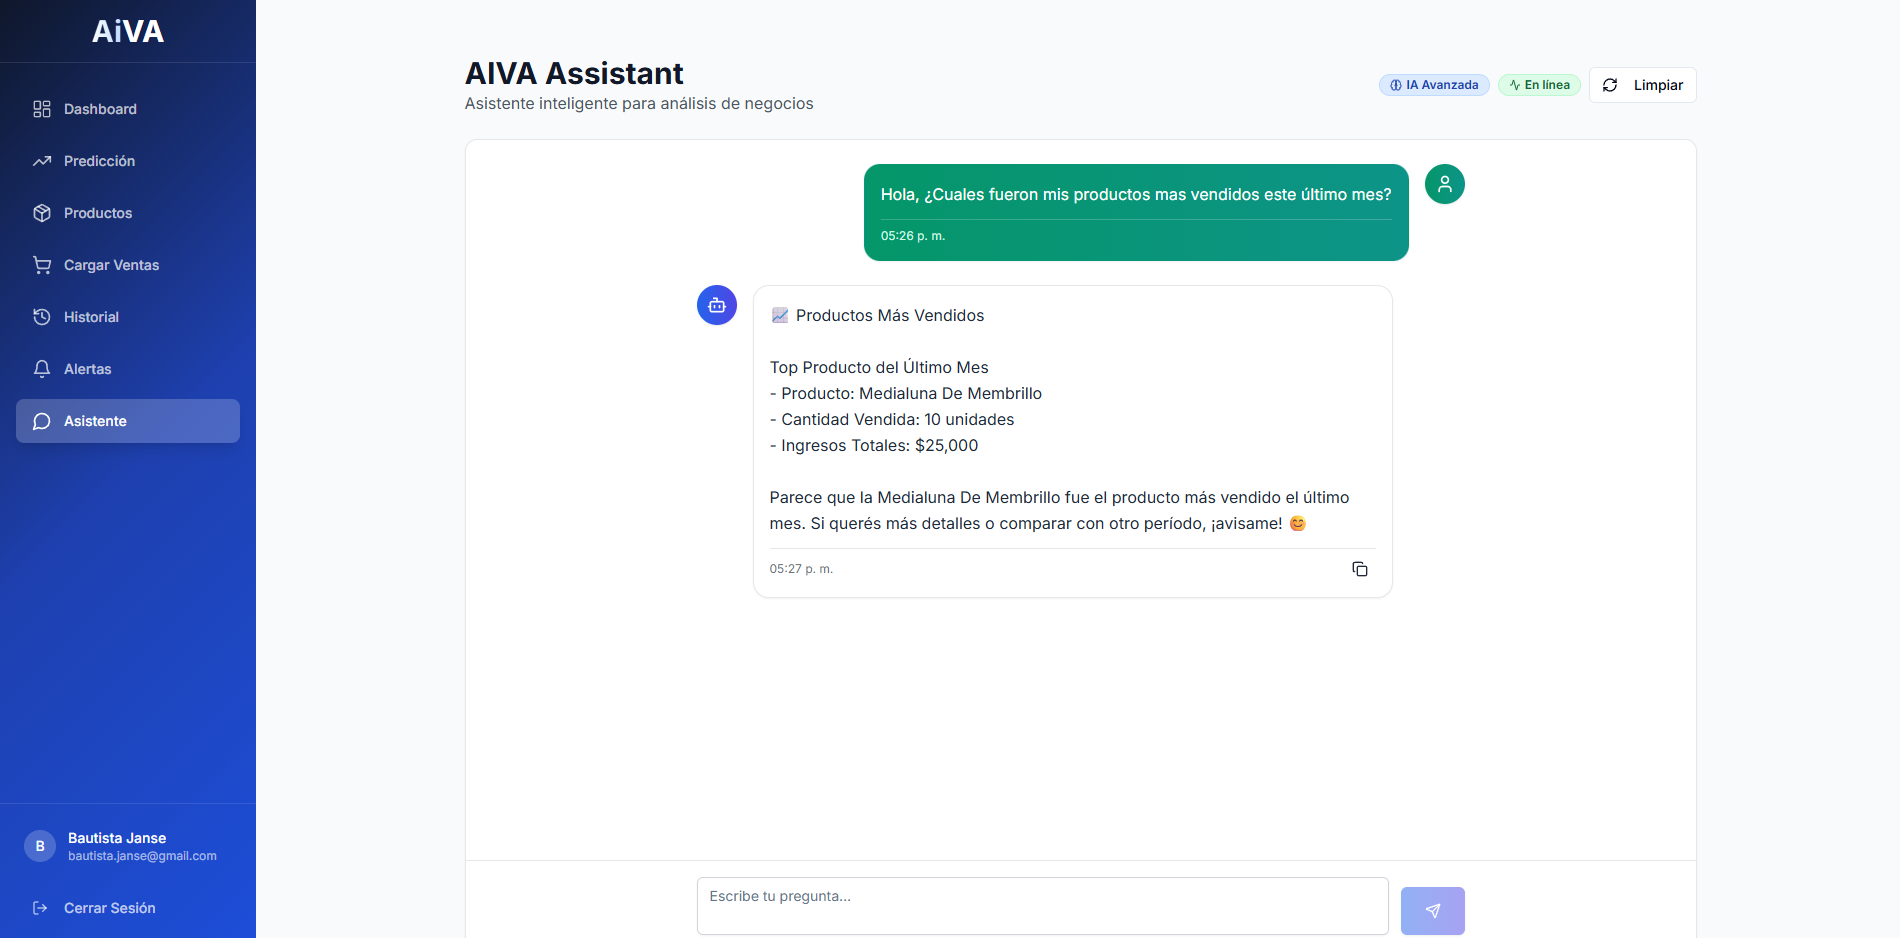 AiVA
Dashboard
Predicción
Productos
Cargar Ventas
Historial
Alertas
Asistente
B
Bautista Janse
bautista.janse@gmail.com
Cerrar Sesión
AIVA Assistant
Asistente inteligente para análisis de negocios
IA Avanzada
En línea
Limpiar
Hola, ¿Cuales fueron mis productos mas vendidos este último mes?
05:26 p. m.
Productos Más Vendidos
Top Producto del Último Mes
- Producto: Medialuna De Membrillo
- Cantidad Vendida: 10 unidades
- Ingresos Totales: $25,000
Parece que la Medialuna De Membrillo fue el producto más vendido el último
mes. Si querés más detalles o comparar con otro período, ¡avisame! 😊
05:27 p. m.
Escribe tu pregunta...